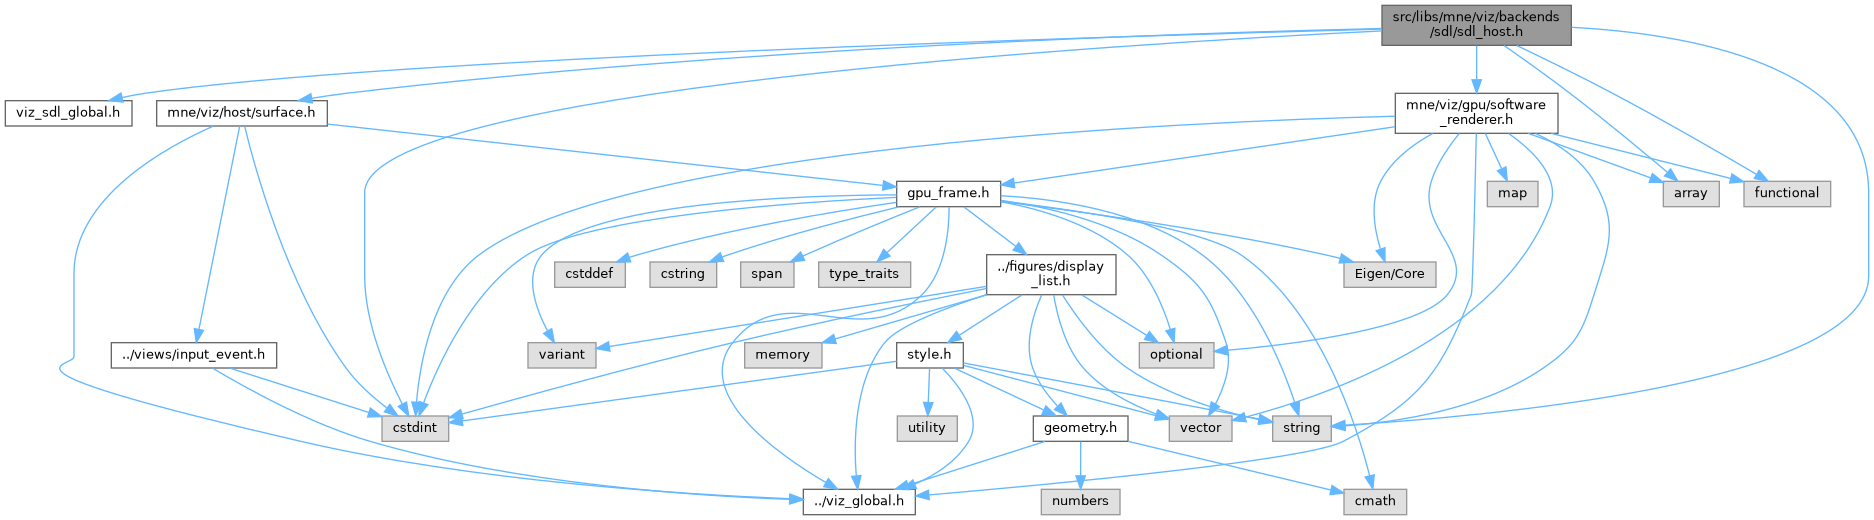 src/libs/mne/viz/backends
/sdl/sdl_host.h
viz_sdl_global.h
mne/viz/host/surface.h
mne/viz/gpu/software
_renderer.h
gpu_frame.h
map
array
functional
cstddef
cstring
span
type_traits
../figures/display
_list.h
Eigen/Core
../views/input_event.h
variant
memory
style.h
optional
cstdint
utility
geometry.h
vector
string
../viz_global.h
numbers
cmath